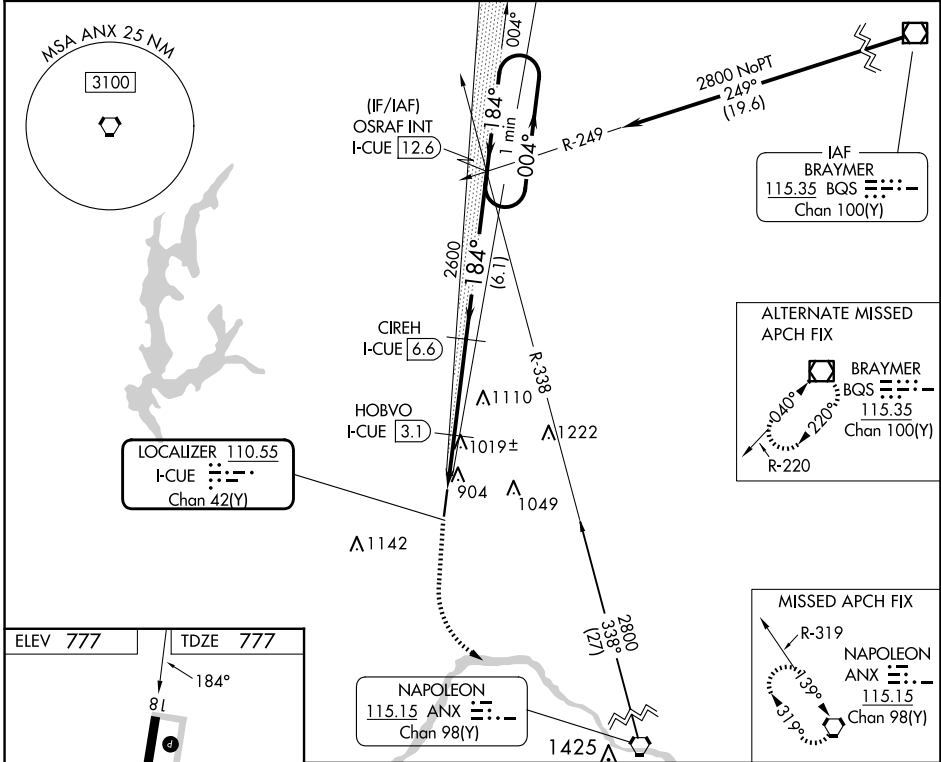 MSA ANX 25 NM
3100
(IF/IAF)
OSRAF INT
I-CUE 12.6
004°
184°
1 min
004°
2800 NoPT
249°
(19.6)
R-249
IAF
BRAYMER
115.35 BQS
Chan 100(Y)
2600
184°
(6.1)
CIREH
I-CUE 6.6
R-338
HOBVO
I-CUE 3.1
1110
1019±
1222
904
1049
1142
LOCALIZER 110.55
I-CUE
Chan 42(Y)
ALTERNATE MISSED
APCH FIX
BRAYMER
BQS
115.35
Chan 100(Y)
040°
220°
R-220
2800
338°
(27)
MISSED APCH FIX
R-319
NAPOLEON
ANX
115.15
Chan 98(Y)
139°
319°
NAPOLEON
115.15 ANX
Chan 98(Y)
1425
ELEV 777
TDZE 777
184°
18
P